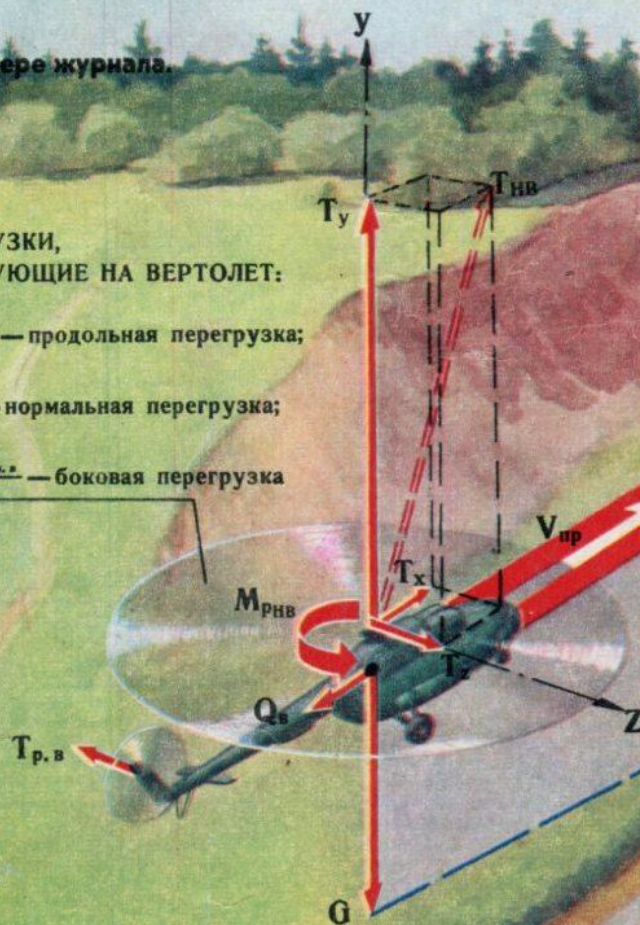 ере журнала.
y
T_нв
T_y
УЗКИ,
УЮЩИЕ НА ВЕРТОЛЕТ:
— продольная перегрузка;
нормальная перегрузка;
— боковая перегрузка
V_пр
T_x
M_Рнв
T_z
Q_в
Z
T_р.в
G